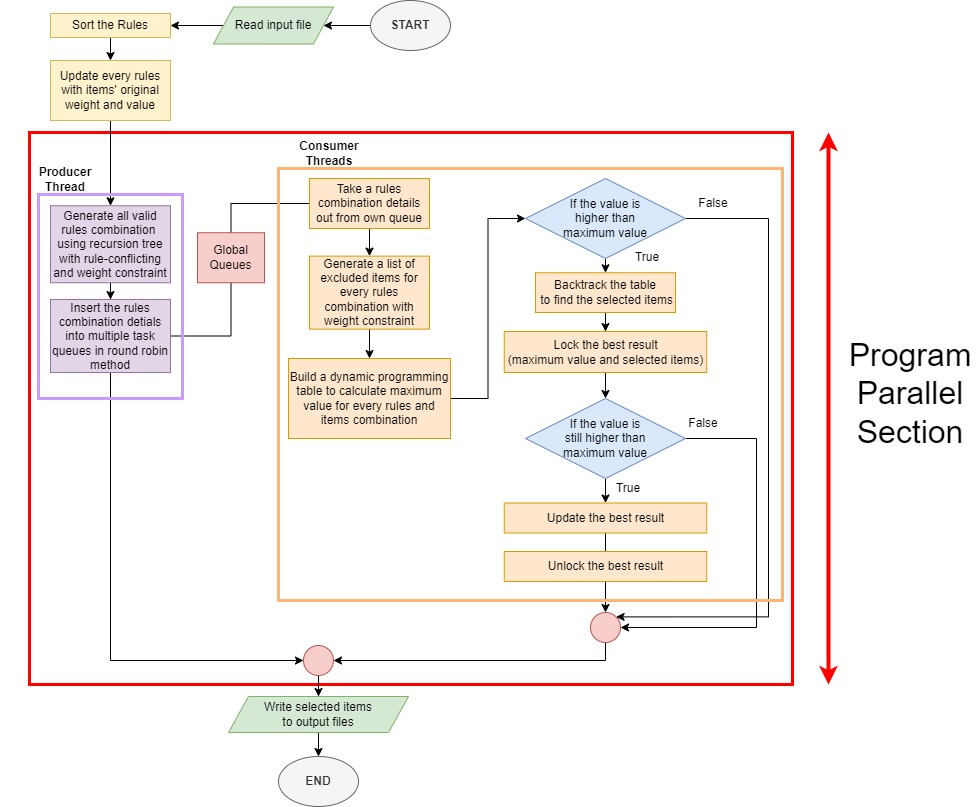 START
Read input file
Sort the Rules
Update every rules
with items' original
weight and value
Producer
Thread
Generate all valid
rules combination
using recursion tree
with rule-conflicting
and weight constraint
Insert the rules
combination detials
into multiple task
queues in round robin
method
Global
Queues
Consumer
Threads
Take a rules
combination details
out from own queue
Generate a list of
excluded items for
every rules
combination with
weight constraint
Build a dynamic programming
table to calculate maximum
value for every rules and
items combination
If the value is
higher than
maximum value
False
True
Backtrack the table
to find the selected items
Lock the best result
(maximum value and selected items)
If the value is
still higher than
maximum value
False
True
Update the best result
Unlock the best result
Program
Parallel
Section
Write selected items
to output files
END